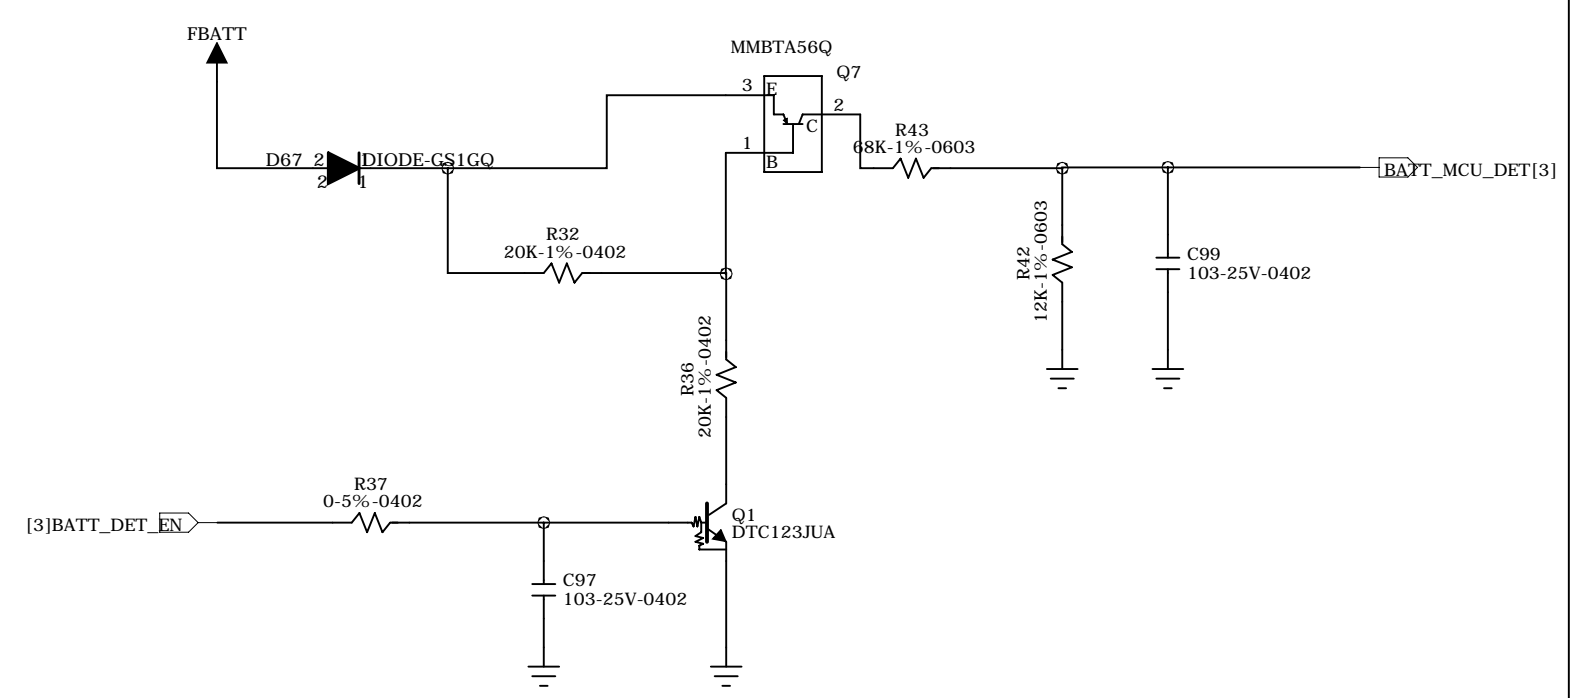 FBATT
MMBTA56Q
Q7
3
E
2
C
1
B
R43
68K-1%-0603
D67
2
1
DIODE-GS1GQ
2
1
BATT_MCU_DET[3]
R32
20K-1%-0402
R42
12K-1%-0603
C99
103-25V-0402
R36
20K-1%-0402
R37
0-5%-0402
[3]BATT_DET_EN
Q1
DTC123JUA
C97
103-25V-0402